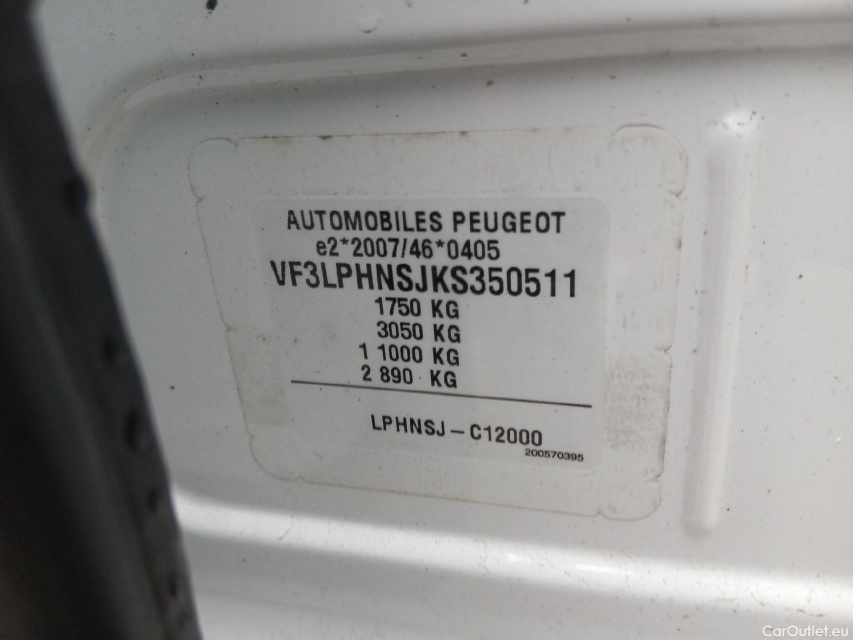 AUTOMOBILES PEUGEOT
e2*2007/46*0405
VF3LPHNSJKS350511
1750 KG
3050 KG
1 1000 KG
2 890 KG
LPHNSJ-C12000
200570395
CarOutlet.eu